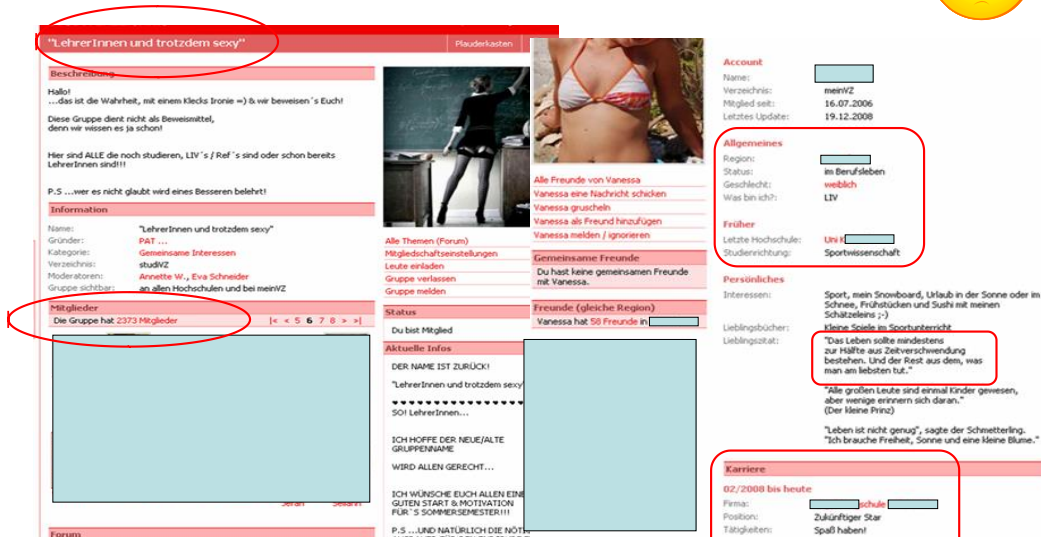 "LehrerInnen und trotzdem sexy"
Plauderkasten
Beschreibung
Hallo!
...das ist die Wahrheit, mit einem Klecks Ironie =) & wir beweisen´s Euch!
Diese Gruppe dient nicht als Beweismittel,
denn wir wissen es ja schon!
Hier sind ALLE die noch studieren, LIV´s / Ref´s sind oder schon bereits
LehrerInnen sind!!!
P.S ...wer es nicht glaubt wird eines Besseren belehrt!
Information
Name: "LehrerInnen und trotzdem sexy"
Gründer: PAT ...
Kategorie: Gemeinsame Interessen
Verzeichnis: studiVZ
Moderatoren: Annette W., Eva Schneider
Gruppe sichtbar: an allen Hochschulen und bei meinVZ
Mitglieder
Die Gruppe hat 2373 Mitglieder |< < 5 6 7 8 > >|
Forum
Alle Themen (Forum)
Mitgliedschaftseinstellungen
Leute einladen
Gruppe verlassen
Gruppe melden
Status
Du bist Mitglied
Aktuelle Infos
DER NAME IST ZURÜCK!
"LehrerInnen und trotzdem sexy"
SO! LehrerInnen...
ICH HOFFE DER NEUE/ALTE
GRUPPENNAME
WIRD ALLEN GERECHT...
ICH WÜNSCHE EUCH ALLEN
GUTEN START & MOTIVATION
FÜR´S SOMMERSEMESTER!!!
P.S ...UND NATÜRLICH DIE
Alle Freunde von Vanessa
Vanessa eine Nachricht schicken
Vanessa gruscheln
Vanessa als Freund hinzufügen
Vanessa melden / ignorieren
Gemeinsame Freunde
Du hast keine gemeinsamen Freunde
mit Vanessa.
Freunde (gleiche Region)
Vanessa hat 58 Freunde in
Account
Name:
Verzeichnis: meinVZ
Mitglied seit: 16.07.2006
Letztes Update: 19.12.2008
Allgemeines
Region:
Status: im Berufsleben
Geschlecht: weiblich
Was bin ich?: LIV
Früher
Letzte Hochschule: Uni K
Studienrichtung: Sportwissenschaft
Persönliches
Interessen: Sport, mein Snowboard, Urlaub in der Sonne oder im
Schnee, Frühstücken und Sushi mit meinen
Schätzeleins ;-)
Lieblingsbücher: Kleine Spiele im Sportunterricht
Lieblingszitat: "Das Leben sollte mindestens
zur Hälfte aus Zeitverschwendung
bestehen. Und der Rest aus dem, was
man am liebsten tut."
"Alle großen Leute sind einmal Kinder gewesen,
aber wenige erinnern sich daran."
(Der kleine Prinz)
"Leben ist nicht genug", sagte der Schmetterling.
"Ich brauche Freiheit, Sonne und eine kleine Blume."
Karriere
02/2008 bis heute
Firma: schule
Position: Zukünftiger Star
Tätigkeiten: Spaß haben!